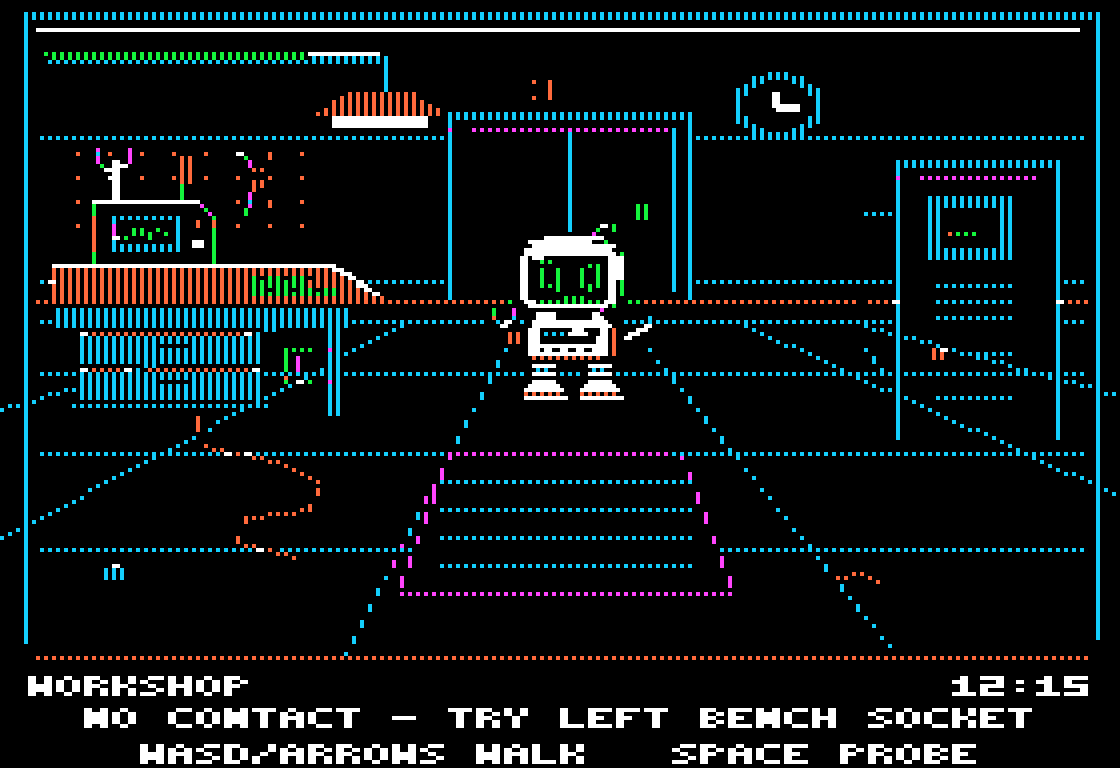 WORKSHOP 12:15
NO CONTACT - TRY LEFT BENCH SOCKET
WASD/ARROWS WALK SPACE PROBE